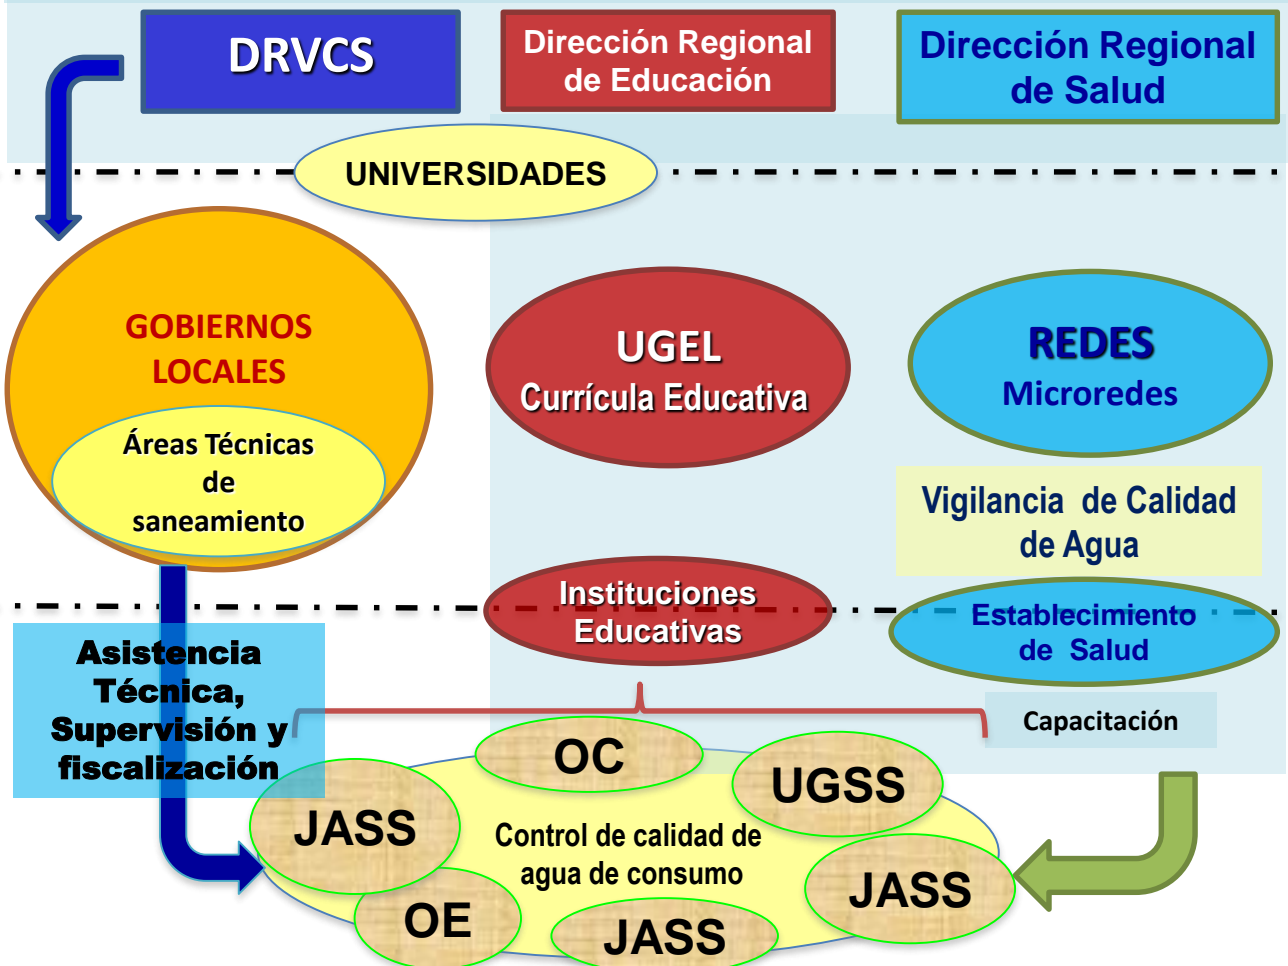 DRVCS
Dirección Regional
de Educación
Dirección Regional
de Salud
UNIVERSIDADES
GOBIERNOS
LOCALES
Áreas Técnicas
de
saneamiento
UGEL
Currícula Educativa
REDES
Microredes
Vigilancia de Calidad
de Agua
Instituciones
Educativas
Establecimiento
de Salud
Asistencia
Técnica,
Supervisión y
fiscalización
Capacitación
OC
UGSS
JASS
Control de calidad de
agua de consumo
JASS
OE
JASS